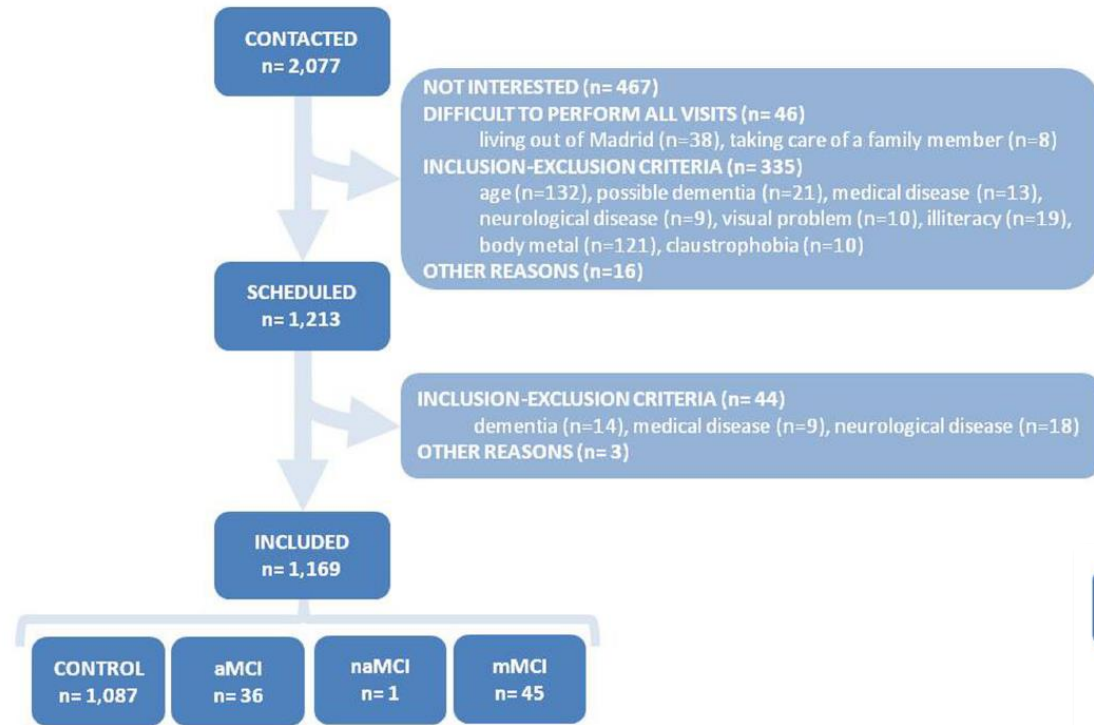 CONTACTED
n= 2,077
NOT INTERESTED (n= 467)
DIFFICULT TO PERFORM ALL VISITS (n= 46)
living out of Madrid (n=38), taking care of a family member (n=8)
INCLUSION-EXCLUSION CRITERIA (n= 335)
age (n=132), possible dementia (n=21), medical disease (n=13),
neurological disease (n=9), visual problem (n=10), illiteracy (n=19),
body metal (n=121), claustrophobia (n=10)
OTHER REASONS (n=16)
SCHEDULED
n= 1,213
INCLUSION-EXCLUSION CRITERIA (n= 44)
dementia (n=14), medical disease (n=9), neurological disease (n=18)
OTHER REASONS (n= 3)
INCLUDED
n= 1,169
CONTROL
n= 1,087
aMCI
n= 36
naMCI
n= 1
mMCI
n= 45